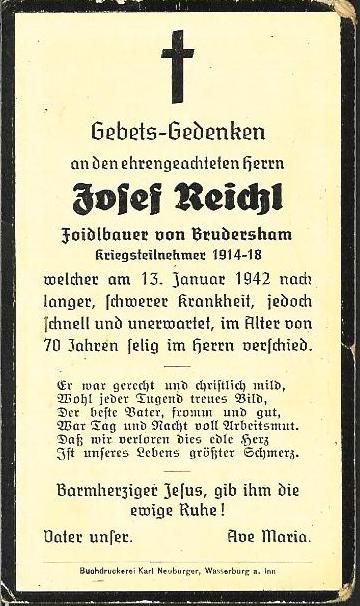 Gebets-Gedenken
an den ehrengeachteten Herrn
Josef Reichl
Foidlbauer von Brudersham
Kriegsteilnehmer 1914-18
welcher am 13. Januar 1942 nach
langer, schwerer Krankheit, jedoch
schnell und unerwartet, im Alter von
70 Jahren selig im Herrn verschied.
Er war gerecht und christlich mild,
Wohl jeder Tugend treues Bild,
Der beste Vater, fromm und gut,
War Tag und Nacht voll Arbeitsmut.
Daß wir verloren dies edle Herz
Ist unseres Lebens größter Schmerz.
Barmherziger Jesus, gib ihm die
ewige Ruhe!
Vater unser. Ave Maria.
Buchdruckerei Karl Neuburger, Wasserburg a. Inn